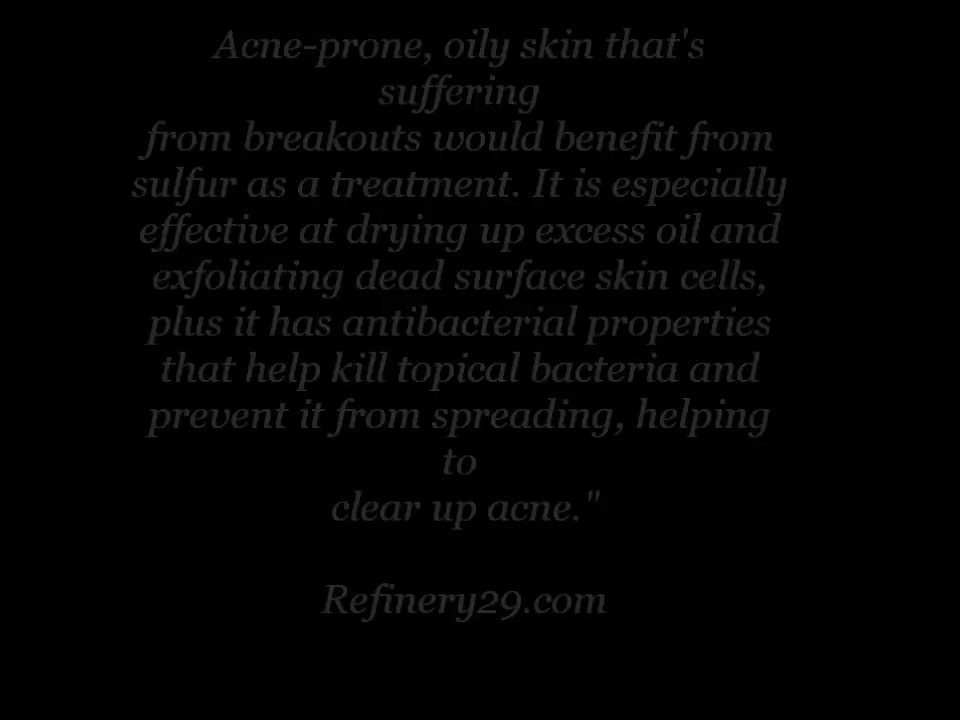 Acne-prone, oily skin that's
suffering
from breakouts would benefit from
sulfur as a treatment. It is especially
effective at drying up excess oil and
exfoliating dead surface skin cells,
plus it has antibacterial properties
that help kill topical bacteria and
prevent it from spreading, helping
to
clear up acne."
Refinery29.com